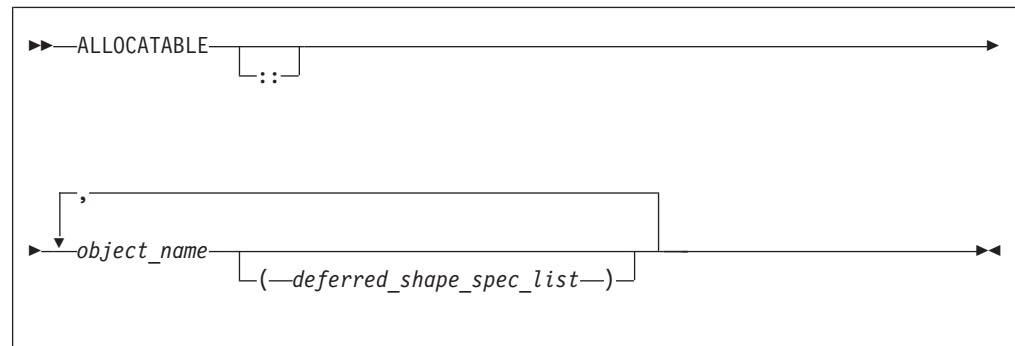 ALLOCATABLE
::
,
object_name
(deferred_shape_spec_list)